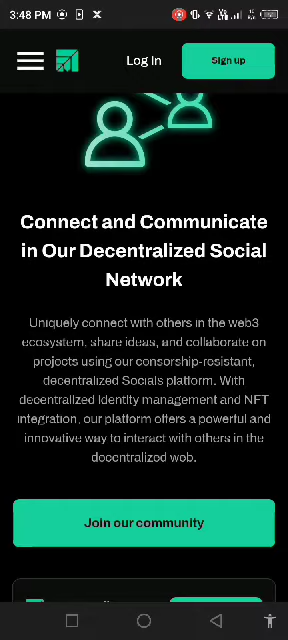 3:48 PM
Log In
Sign up
Connect and Communicate
in Our Decentralized Social
Network
Uniquely connect with others in the web3
ecosystem, share ideas, and collaborate on
projects using our consorship-resistant,
decentralized Socials platform. With
decentralized Identity management and NFT
integration, our platform offers a powerful and
innovative way to interact with others in the
decentralized web.
Join our community